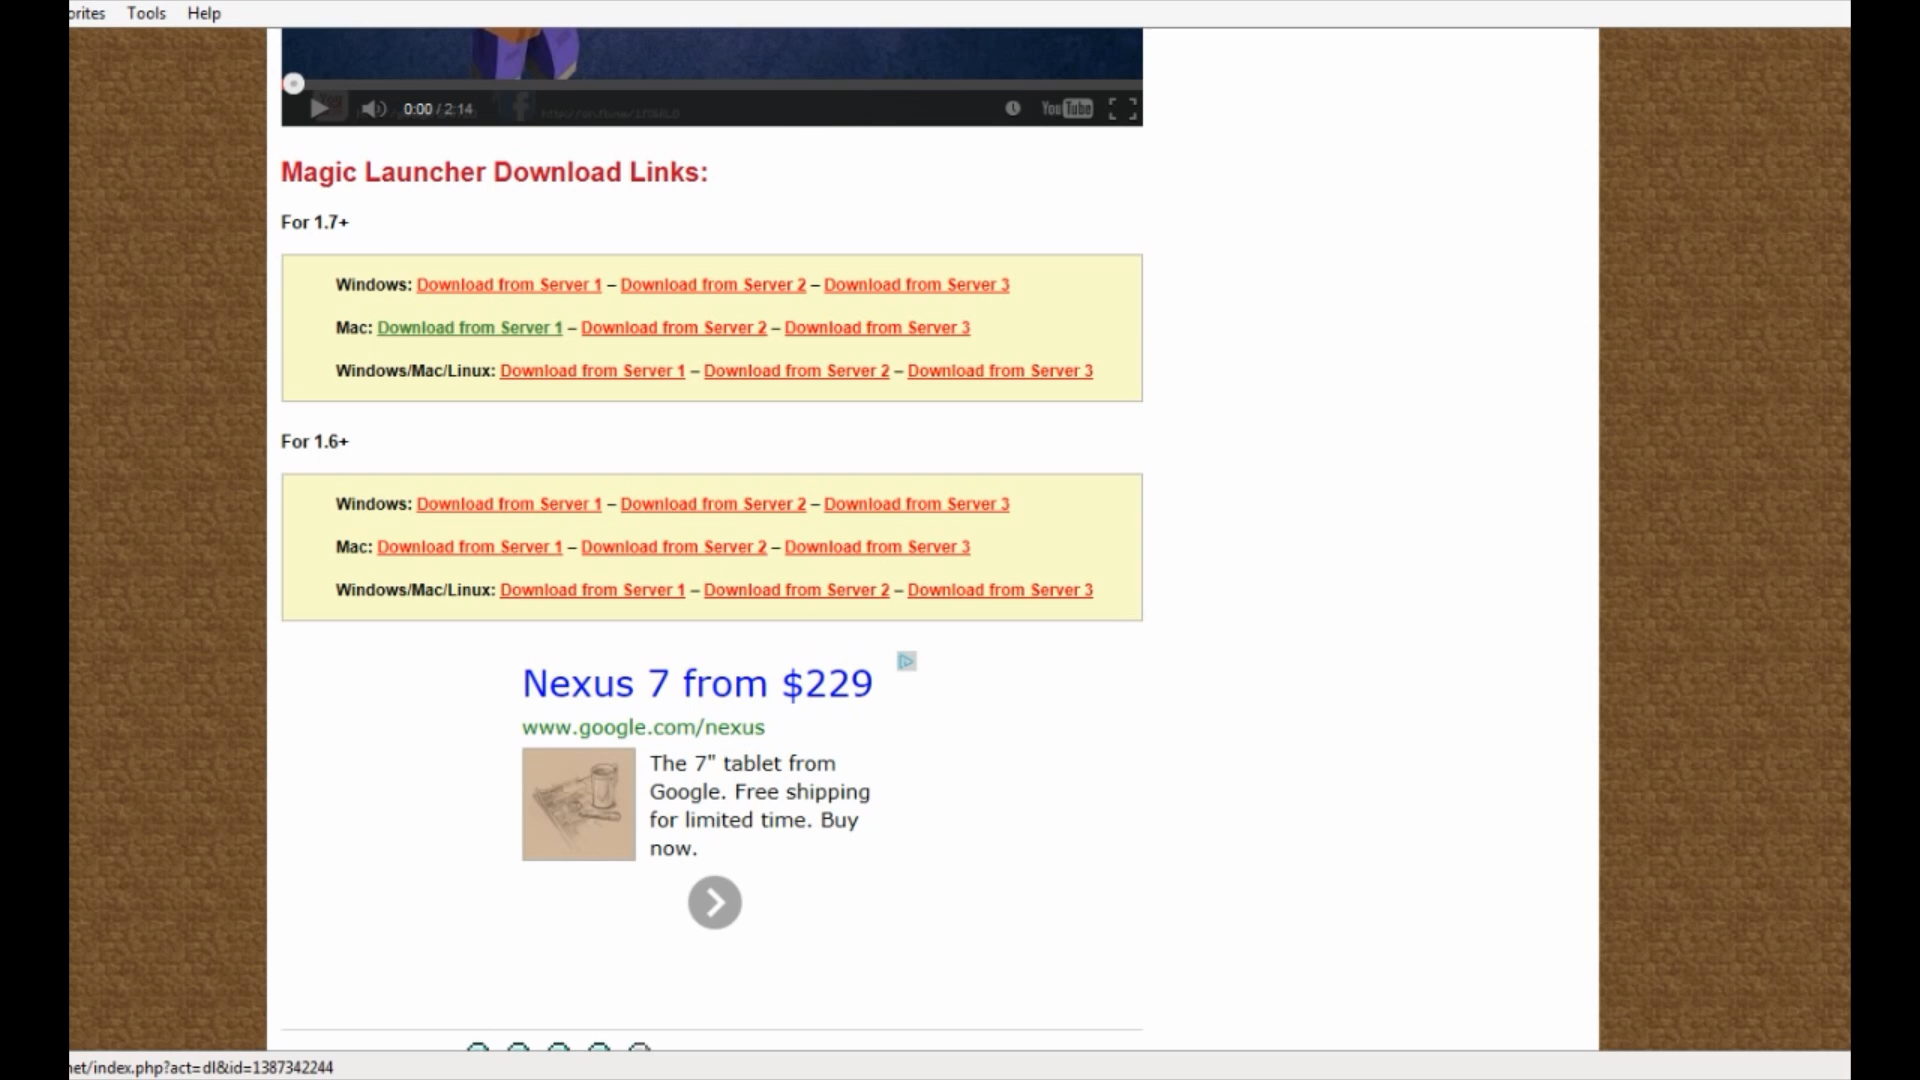 orites Tools Help
0:00 / 2:14 YouTube
Magic Launcher Download Links:
For 1.7+
Windows: Download from Server 1 – Download from Server 2 – Download from Server 3
Mac: Download from Server 1 – Download from Server 2 – Download from Server 3
Windows/Mac/Linux: Download from Server 1 – Download from Server 2 – Download from Server 3
For 1.6+
Windows: Download from Server 1 – Download from Server 2 – Download from Server 3
Mac: Download from Server 1 – Download from Server 2 – Download from Server 3
Windows/Mac/Linux: Download from Server 1 – Download from Server 2 – Download from Server 3
Nexus 7 from $229
www.google.com/nexus
The 7" tablet from
Google. Free shipping
for limited time. Buy
now.
net/index.php?act=dl&id=1387342244